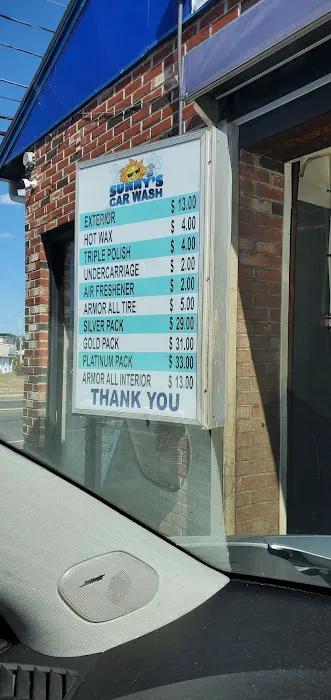 SUNNY'S
CAR WASH
EXTERIOR $ 13.00
HOT WAX $ 4.00
TRIPLE POLISH $ 4.00
UNDERCARRIAGE $ 2.00
AIR FRESHENER $ 2.00
ARMOR ALL TIRE $ 5.00
SILVER PACK $ 29.00
GOLD PACK $ 31.00
PLATINUM PACK $ 33.00
ARMOR ALL INTERIOR $ 13.00
THANK YOU
BOSE